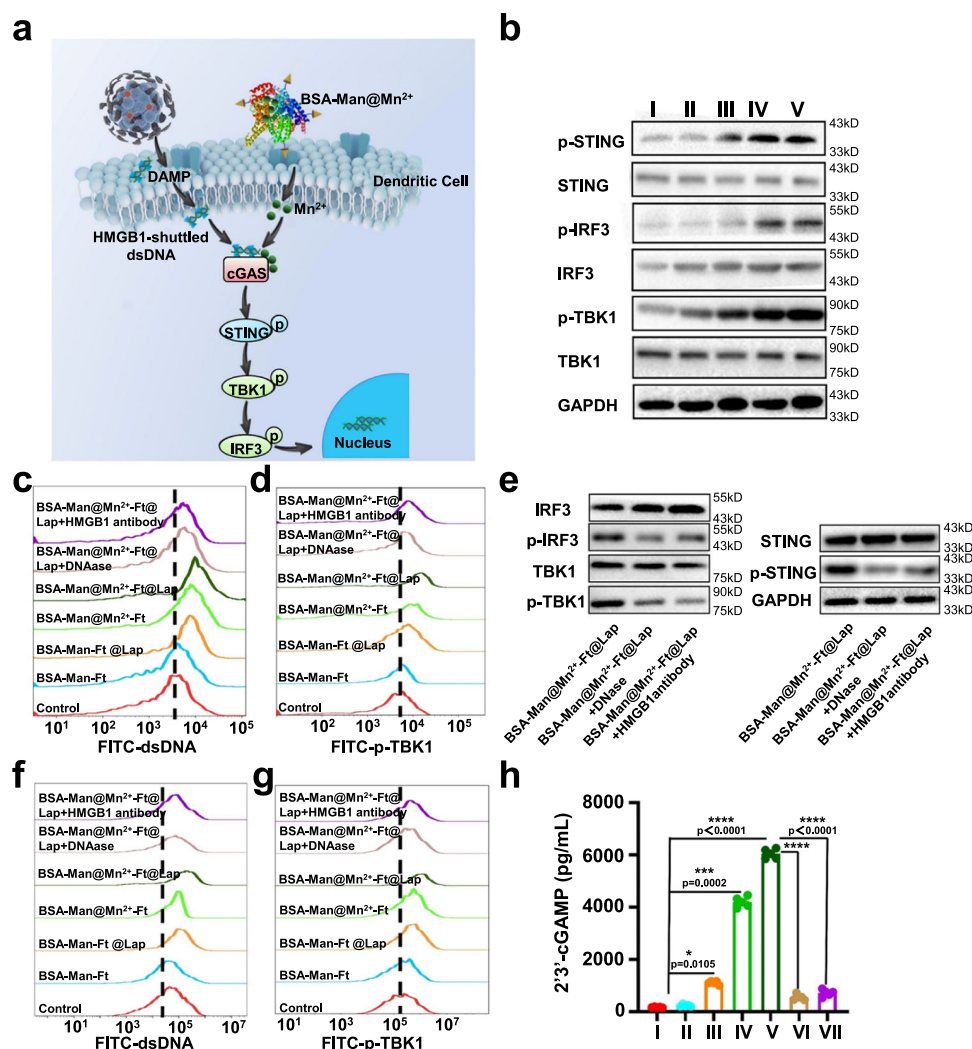 a
BSA-Man@Mn²⁺
DAMP
Dendritic Cell
Mn²⁺
HMGB1-shuttled
dsDNA
cGAS
STING p
TBK1 p
IRF3 p
Nucleus
b
I II III IV V
p-STING 43kD
33kD
STING 43kD
33kD
p-IRF3 55kD
43kD
IRF3 55kD
43kD
p-TBK1 90kD
75kD
TBK1 90kD
75kD
GAPDH 43kD
33kD
c
BSA-Man@Mn²⁺-Ft@
Lap+HMGB1 antibody
BSA-Man@Mn²⁺-Ft@
Lap+DNAase
BSA-Man@Mn²⁺-Ft@Lap
BSA-Man@Mn²⁺-Ft
BSA-Man-Ft @Lap
BSA-Man-Ft
Control
10¹ 10² 10³ 10⁴ 10⁵
FITC-dsDNA
d
BSA-Man@Mn²⁺-Ft@
Lap+HMGB1 antibody
BSA-Man@Mn²⁺-Ft@
Lap+DNAase
BSA-Man@Mn²⁺-Ft@Lap
BSA-Man@Mn²⁺-Ft
BSA-Man-Ft @Lap
BSA-Man-Ft
Control
10² 10³ 10⁴ 10⁵
FITC-p-TBK1
e
IRF3 55kD
43kD
p-IRF3 55kD
43kD
TBK1
75kD
p-TBK1 90kD
75kD
BSA-Man@Mn²⁺-Ft@Lap
BSA-Man@Mn²⁺-Ft@Lap
+DNase
BSA-Man@Mn²⁺-Ft@Lap
+HMGB1antibody
STING 43kD
33kD
p-STING 43kD
33kD
GAPDH 43kD
33kD
BSA-Man@Mn²⁺-Ft@Lap
BSA-Man@Mn²⁺-Ft@Lap
+DNase
BSA-Man@Mn²⁺-Ft@Lap
+HMGB1antibody
f
BSA-Man@Mn²⁺-Ft@
Lap+HMGB1 antibody
BSA-Man@Mn²⁺-Ft@
Lap+DNAase
BSA-Man@Mn²⁺-Ft@Lap
BSA-Man@Mn²⁺-Ft
BSA-Man-Ft @Lap
BSA-Man-Ft
Control
10¹ 10³ 10⁵ 10⁷
FITC-dsDNA
g
BSA-Man@Mn²⁺-Ft@
Lap+HMGB1 antibody
BSA-Man@Mn²⁺-Ft@
Lap+DNAase
BSA-Man@Mn²⁺-Ft@Lap
BSA-Man@Mn²⁺-Ft
BSA-Man-Ft @Lap
BSA-Man-Ft
Control
10¹ 10³ 10⁵ 10⁷
FITC-p-TBK1
h
2'3'-cGAMP (pg/mL)
8000
6000
4000
2000
0
**** ****
p<0.0001 p<0.0001
****
***
p=0.0002
*
p=0.0105
I II III IV V VI VII